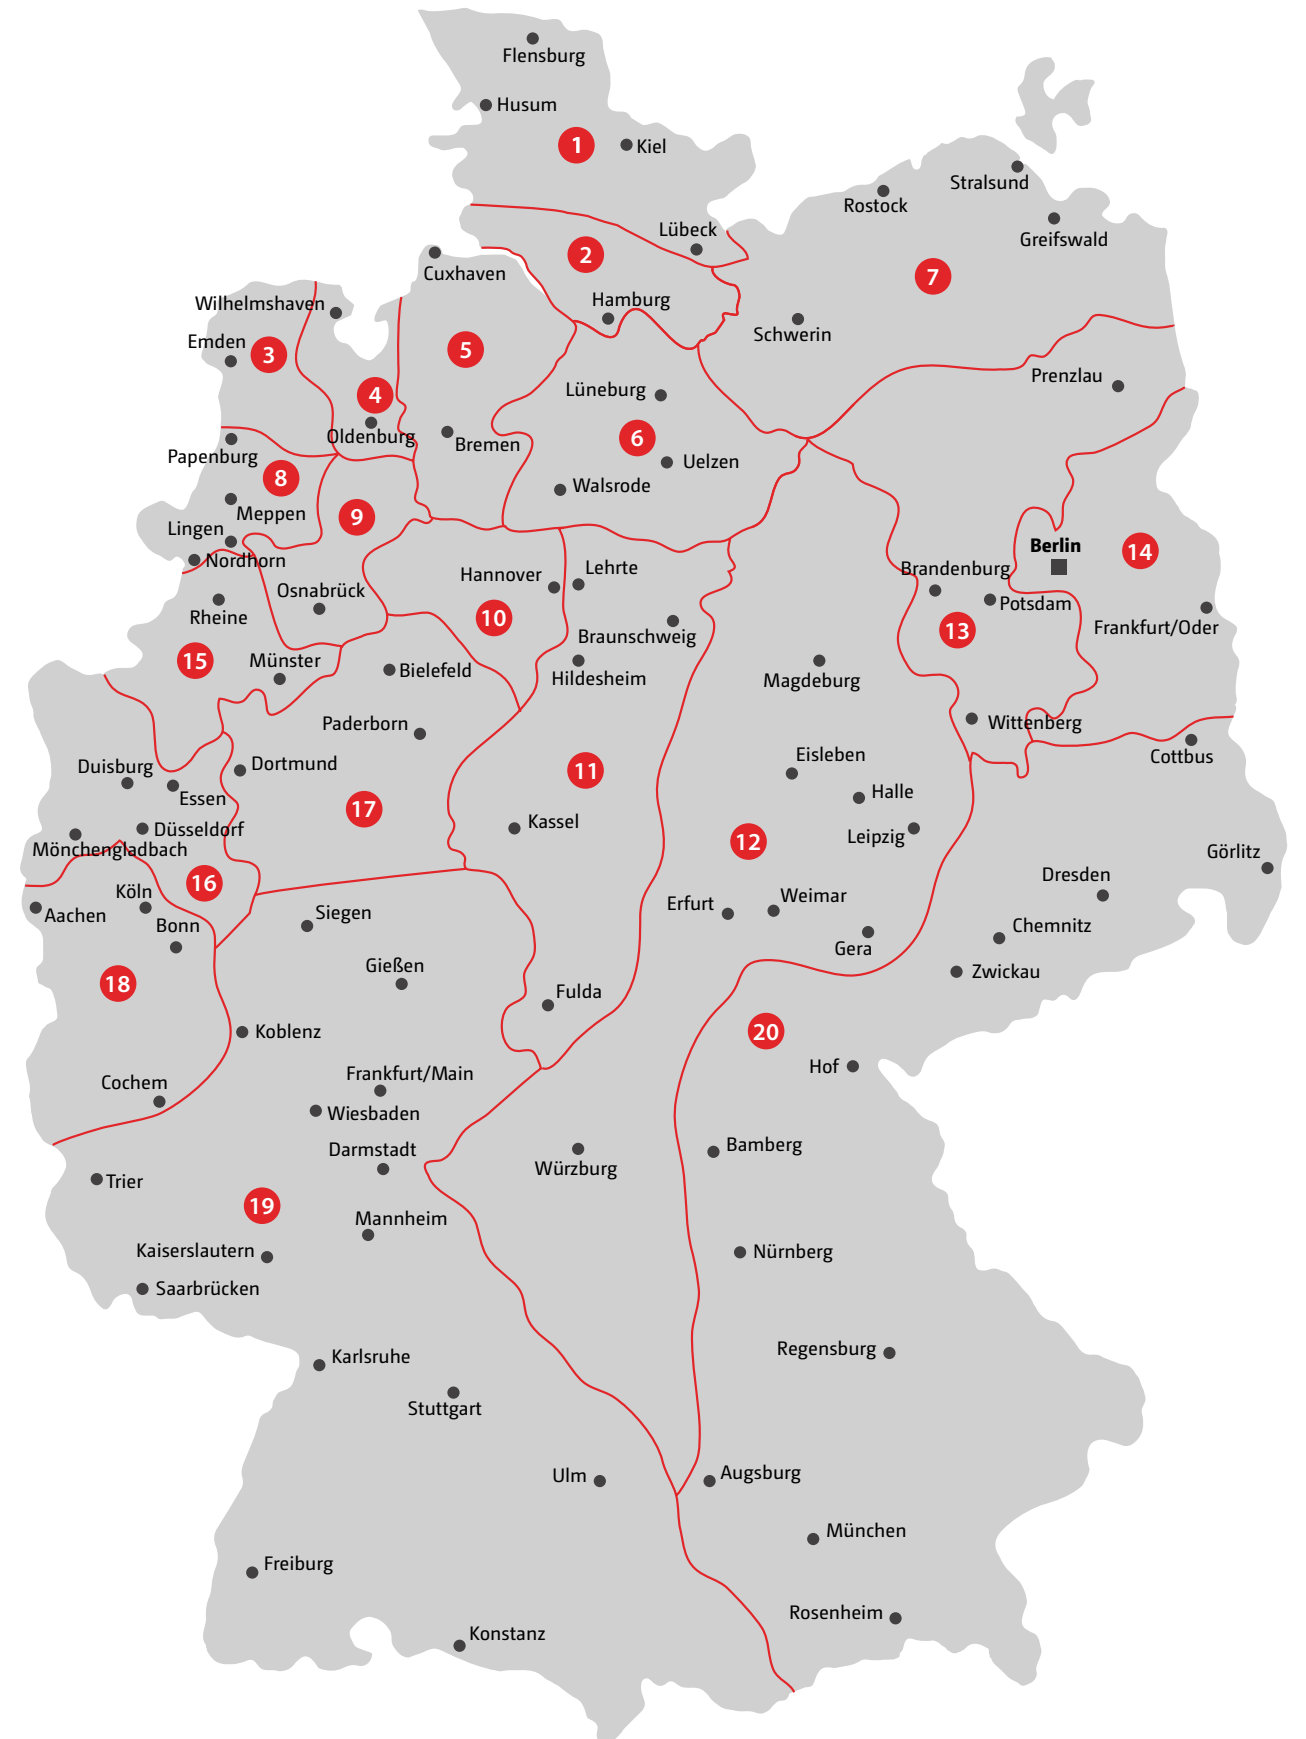 Flensburg
Husum
1
Kiel
Stralsund
Rostock
Lübeck
Greifswald
2
Cuxhaven
7
Hamburg
Wilhelmshaven
Schwerin
Emden
3
5
Prenzlau
4
Lüneburg
Oldenburg
Bremen
6
Papenburg
Uelzen
8
Walsrode
Meppen
9
Lingen
Berlin
14
Nordhorn
Hannover
Lehrte
Brandenburg
Osnabrück
Rheine
10
Potsdam
Braunschweig
13
Frankfurt/Oder
15
Münster
Bielefeld
Hildesheim
Magdeburg
Paderborn
Wittenberg
Eisleben
Cottbus
Duisburg
Dortmund
11
Essen
Halle
17
Kassel
Düsseldorf
Leipzig
12
Mönchengladbach
Görlitz
16
Dresden
Köln
Weimar
Erfurt
Aachen
Siegen
Bonn
Chemnitz
Gera
Gießen
Zwickau
18
Fulda
Koblenz
20
Hof
Frankfurt/Main
Cochem
Wiesbaden
Darmstadt
Bamberg
Würzburg
Trier
19
Mannheim
Kaiserslautern
Nürnberg
Saarbrücken
Karlsruhe
Regensburg
Stuttgart
Ulm
Augsburg
München
Freiburg
Rosenheim
Konstanz